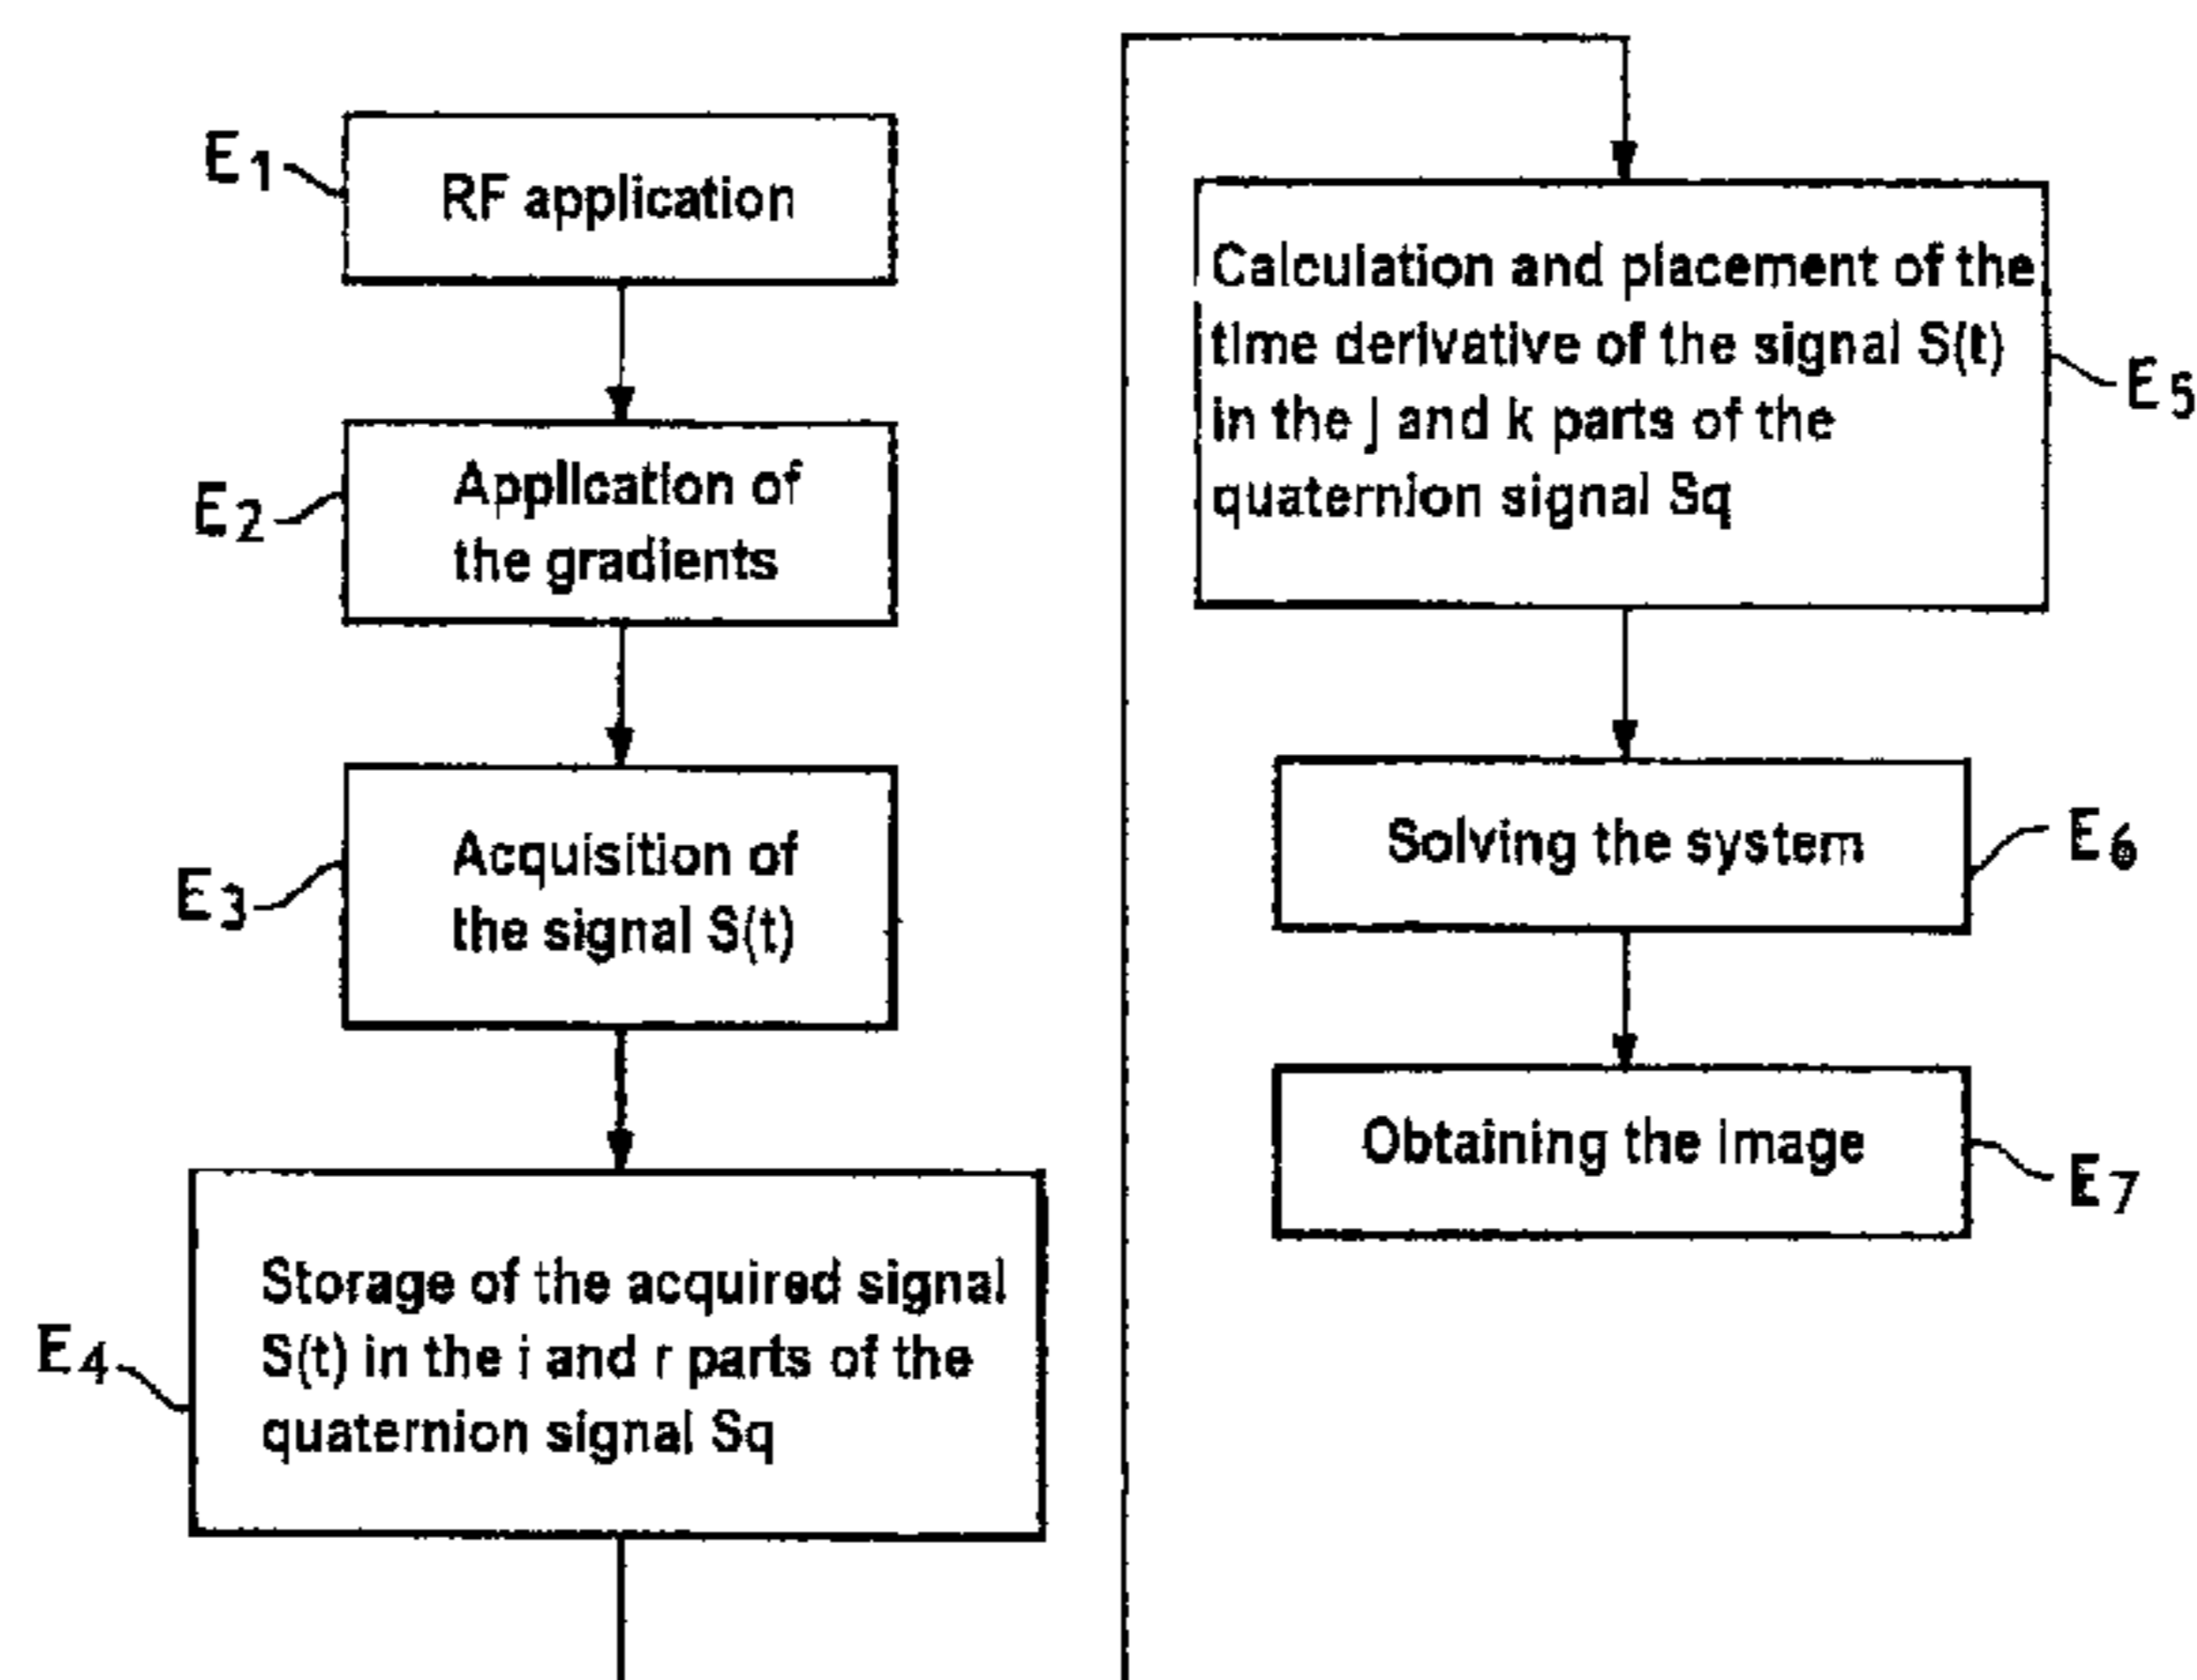 E1
RF application
E2
Application of
the gradients
E3
Acquisition of
the signal S(t)
E4
Storage of the acquired signal
S(t) in the i and r parts of the
quaternion signal Sq
Calculation and placement of the
time derivative of the signal S(t)
in the j and k parts of the
quaternion signal Sq
E5
Solving the system
E6
Obtaining the image
E7